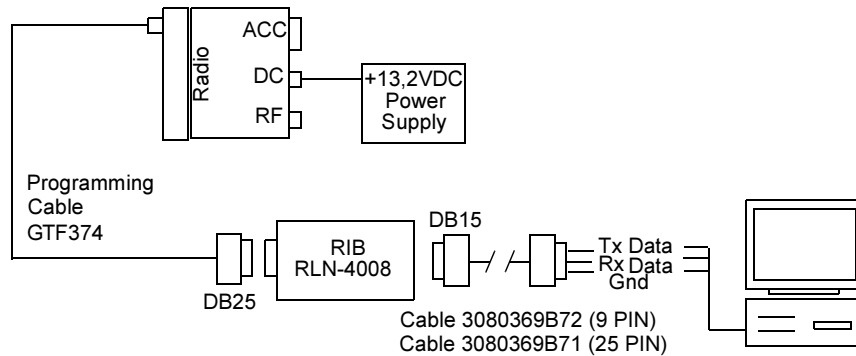 ACC
Radio
DC
RF
+13,2VDC
Power
Supply
Programming
Cable
GTF374
DB25
RIB
RLN-4008
DB15
Tx Data
Rx Data
Gnd
Cable 3080369B72 (9 PIN)
Cable 3080369B71 (25 PIN)